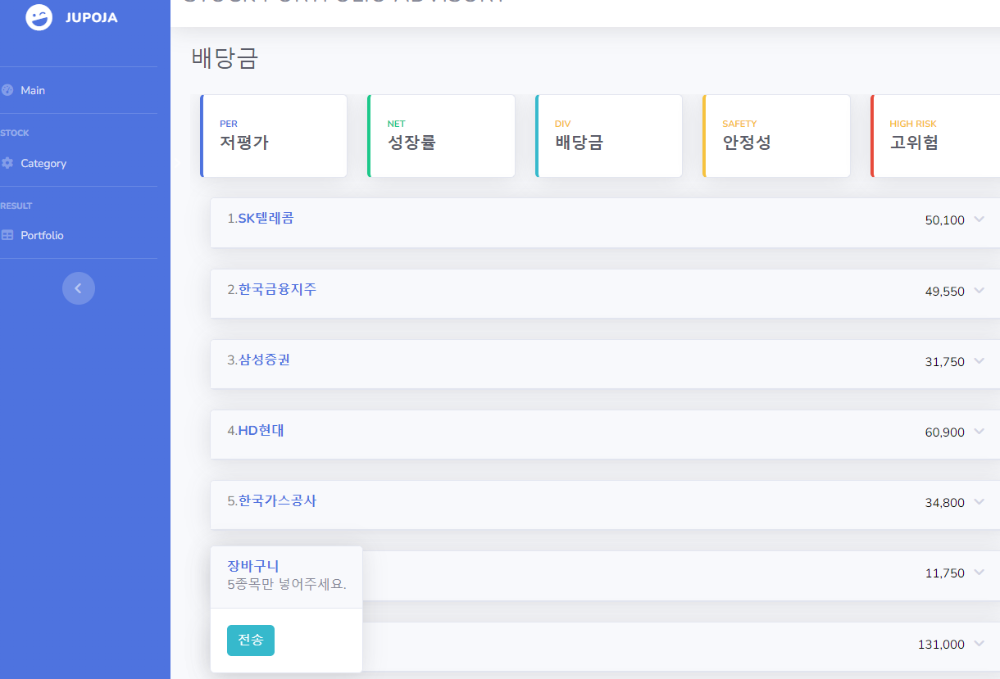 JUPOJA
STOCK PORTFOLIO ADVISORY
Main
STOCK
Category
RESULT
Portfolio
배당금
PER
저평가
NET
성장률
DIV
배당금
SAFETY
안정성
HIGH RISK
고위험
1.SK텔레콤 50,100
2.한국금융지주 49,550
3.삼성증권 31,750
4.HD현대 60,900
5.한국가스공사 34,800
11,750
131,000
장바구니
5종목만 넣어주세요.
전송